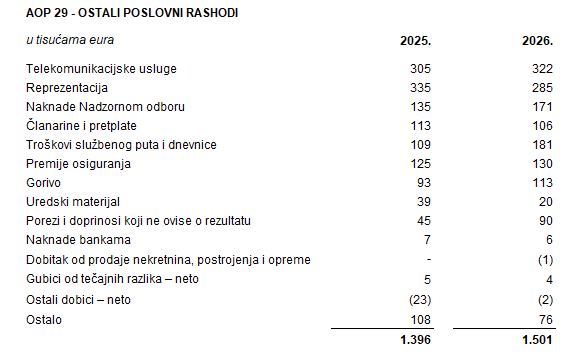 AOP 29 - OSTALI POSLOVNI RASHODI
u tisućama eura 2025. 2026.
Telekomunikacijske usluge 305 322
Reprezentacija 335 285
Naknade Nadzornom odboru 135 171
Članarine i pretplate 113 106
Troškovi službenog puta i dnevnice 109 181
Premije osiguranja 125 130
Gorivo 93 113
Uredski materijal 39 20
Porezi i doprinosi koji ne ovise o rezultatu 45 90
Naknade bankama 7 6
Dobitak od prodaje nekretnina, postrojenja i opreme - (1)
Gubici od tečajnih razlika – neto 5 4
Ostali dobici – neto (23) (2)
Ostalo 108 76
1.396 1.501